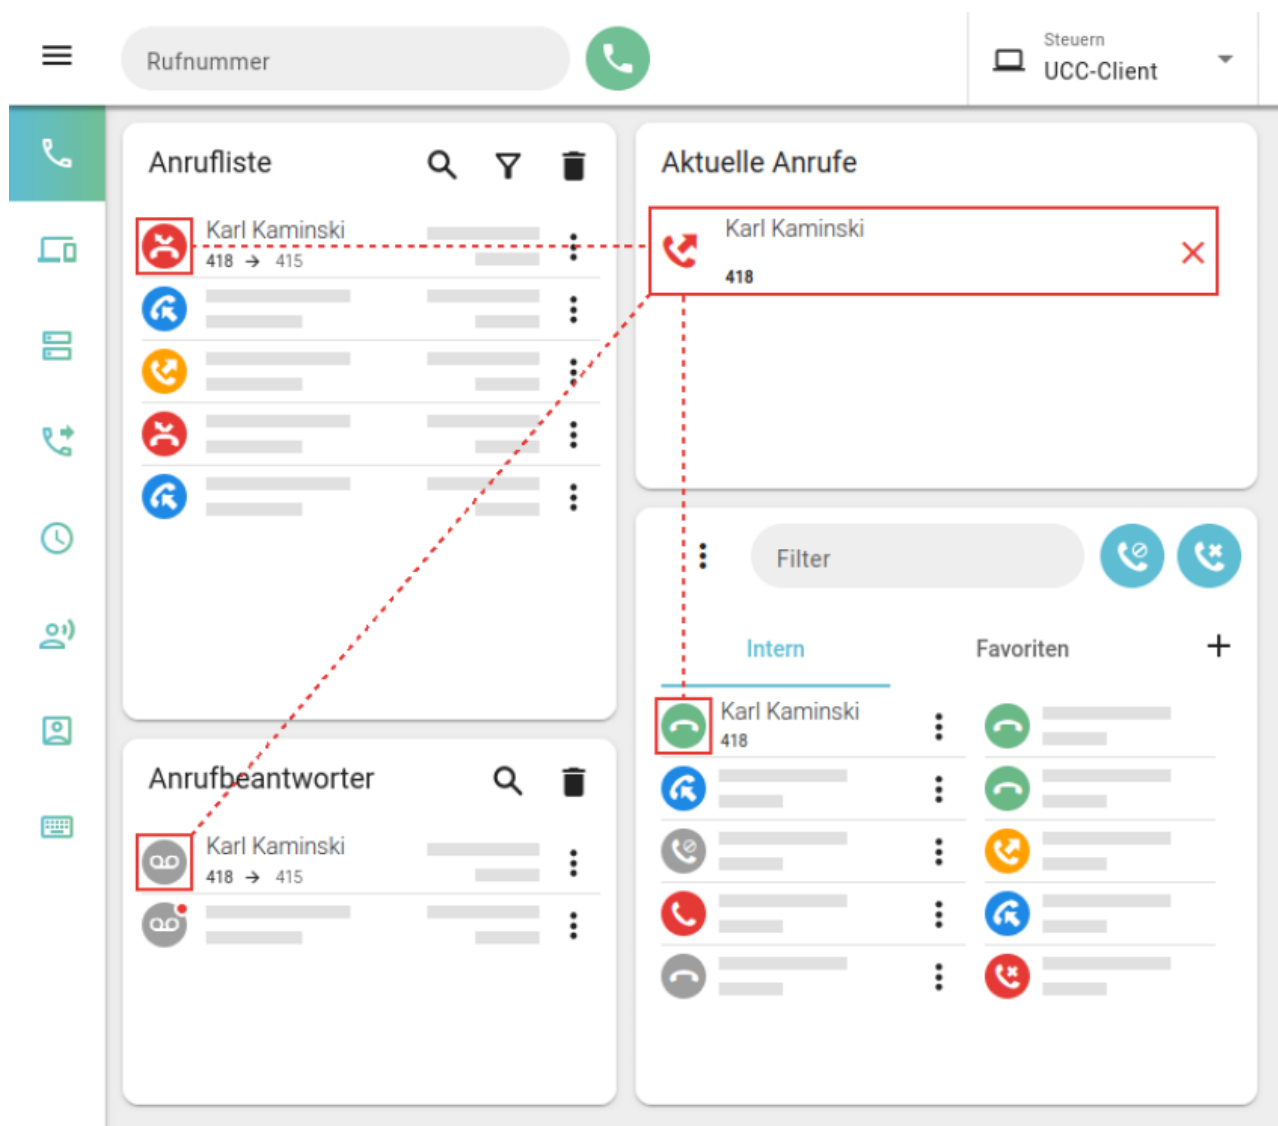 Rufnummer
Steuern
UCC-Client
Anrufliste
Karl Kaminski
418 → 415
Aktuelle Anrufe
Karl Kaminski
418
Filter
Intern
Favoriten
Karl Kaminski
418
Anrufbeantworter
Karl Kaminski
418 → 415